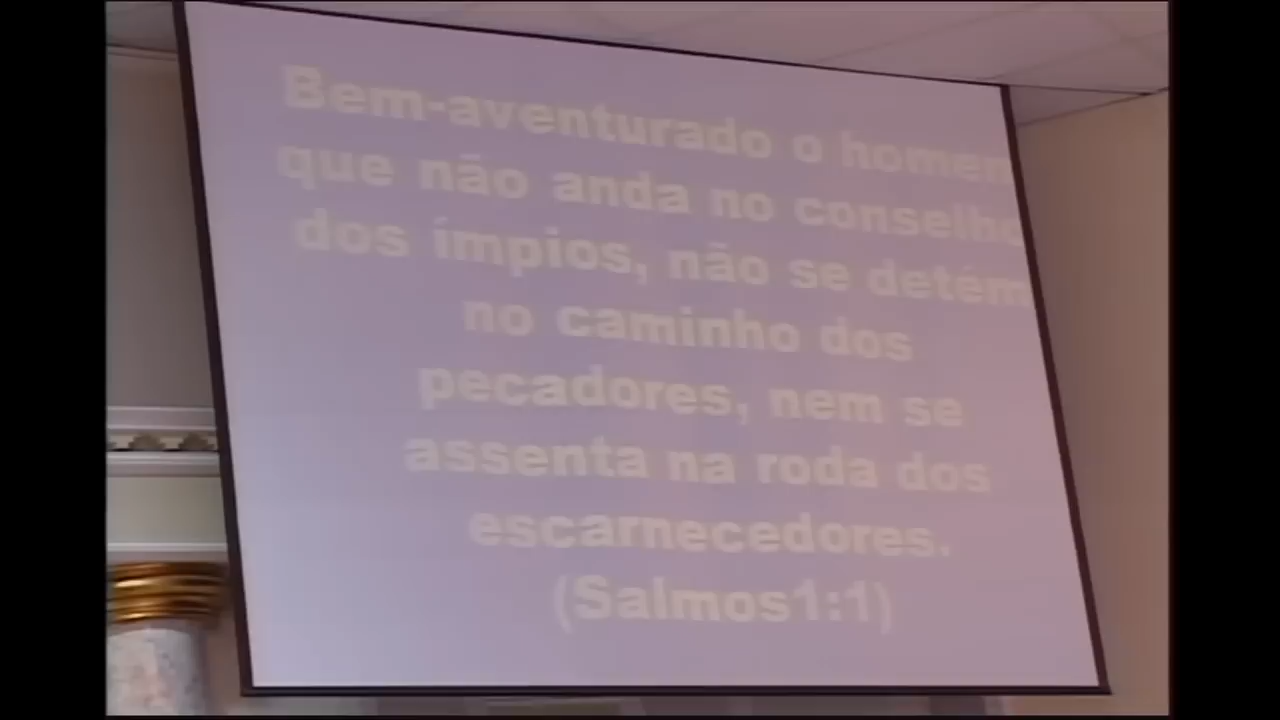 Bem-aventurado o homem
que não anda no conselho
dos ímpios, não se detém
no caminho dos
pecadores, nem se
assenta na roda dos
escarnecedores.
(Salmos1:1)